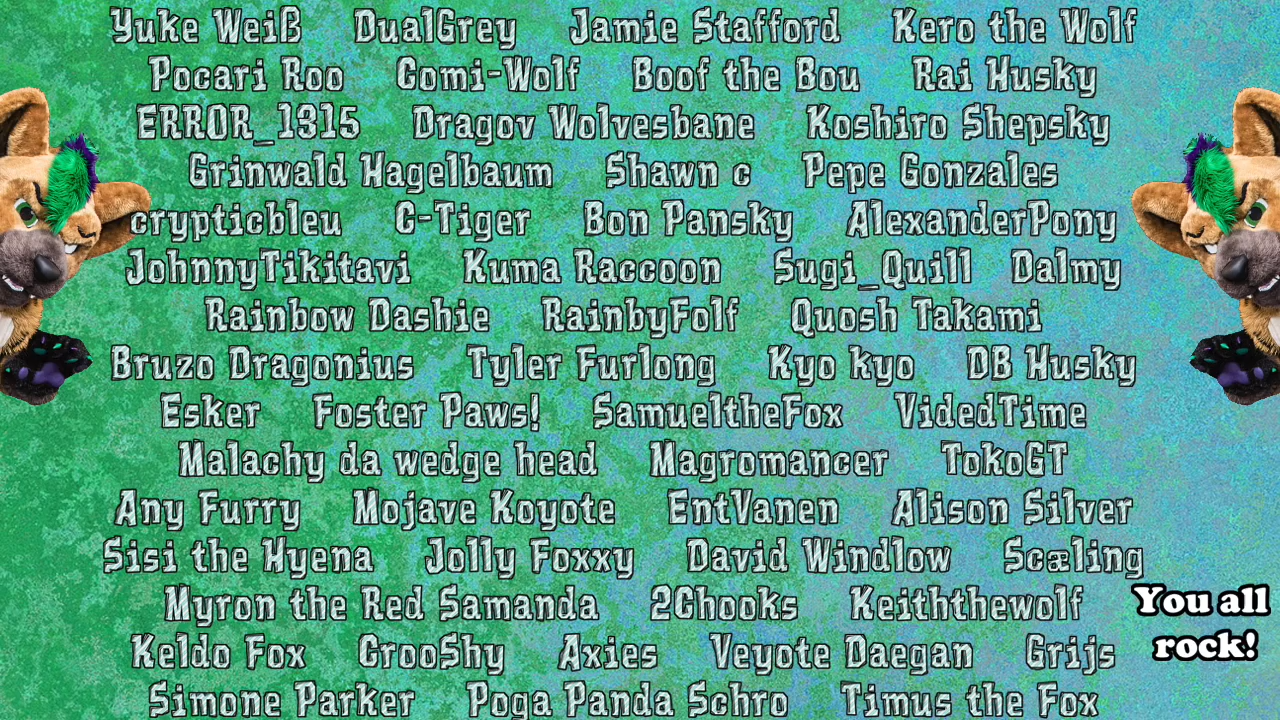 Yuke Weiß DualGrey Jamie Stafford Kero the Wolf
Pocari Roo Gomi-Wolf Boof the Bou Rai Husky
ERROR_1315 Dragov Wolvesbane Koshiro Shepsky
Grinwald Hagelbaum Shawn c Pepe Gonzales
crypticbleu C-Tiger Bon Pansky AlexanderPony
JohnnyTikitavi Kuma Raccoon Sugi_Quill Dalmy
Rainbow Dashie RainbyFolf Quosh Takami
Bruzo Dragonius Tyler Furlong Kyo kyo DB Husky
Esker Foster Paws! SamueltheFox VidedTime
Malachy da wedge head Magromancer TokoGT
Any Furry Mojave Koyote EntVanen Alison Silver
Sisi the Hyena Jolly Foxxy David Windlow Scæling
Myron the Red Samanda 2Chooks Keiththewolf
Keldo Fox CrooShy Axies Veyote Daegan Grijs
Simone Parker Poga Panda Schro Timus the Fox
You all
rock!